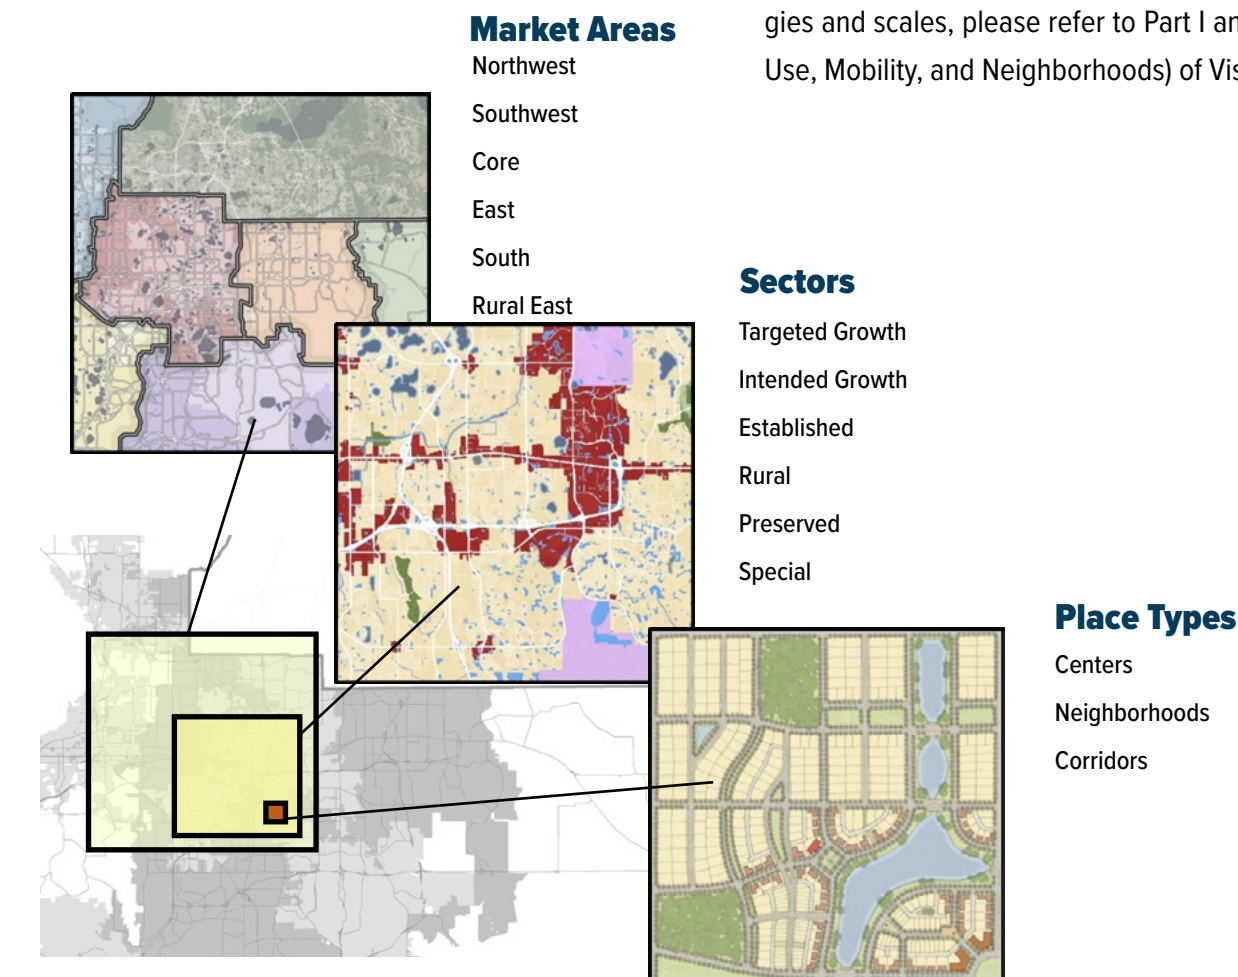 gies and scales, please refer to Part I an
Use, Mobility, and Neighborhoods) of Vis
Market Areas
Northwest
Southwest
Core
East
South
Rural East
Sectors
Targeted Growth
Intended Growth
Established
Rural
Preserved
Special
Place Types
Centers
Neighborhoods
Corridors